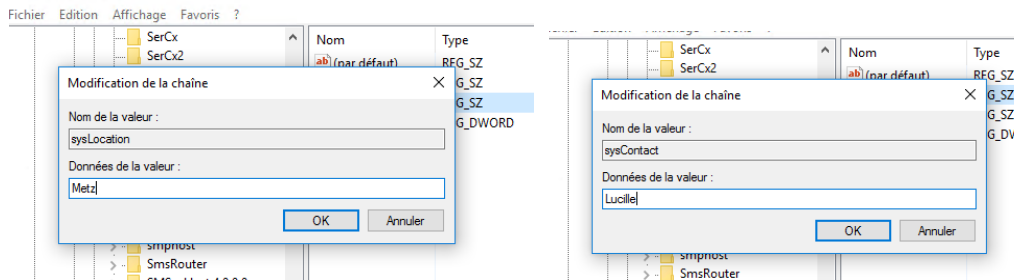 Fichier Edition Affichage Favoris ?
SerCx
SerCx2
Nom Type
(par défaut) REG_SZ
Modification de la chaîne
G_SZ
G_SZ
G_DWORD
Nom de la valeur :
sysLocation
Données de la valeur :
Metz
OK Annuler
smphost
SmsRouter
SerCx
SerCx2
Nom Type
(par défaut) REG_SZ
Modification de la chaîne
G_SZ
G_SZ
Nom de la valeur :
sysContact
Données de la valeur :
Lucille
OK Annuler
smphost
SmsRouter